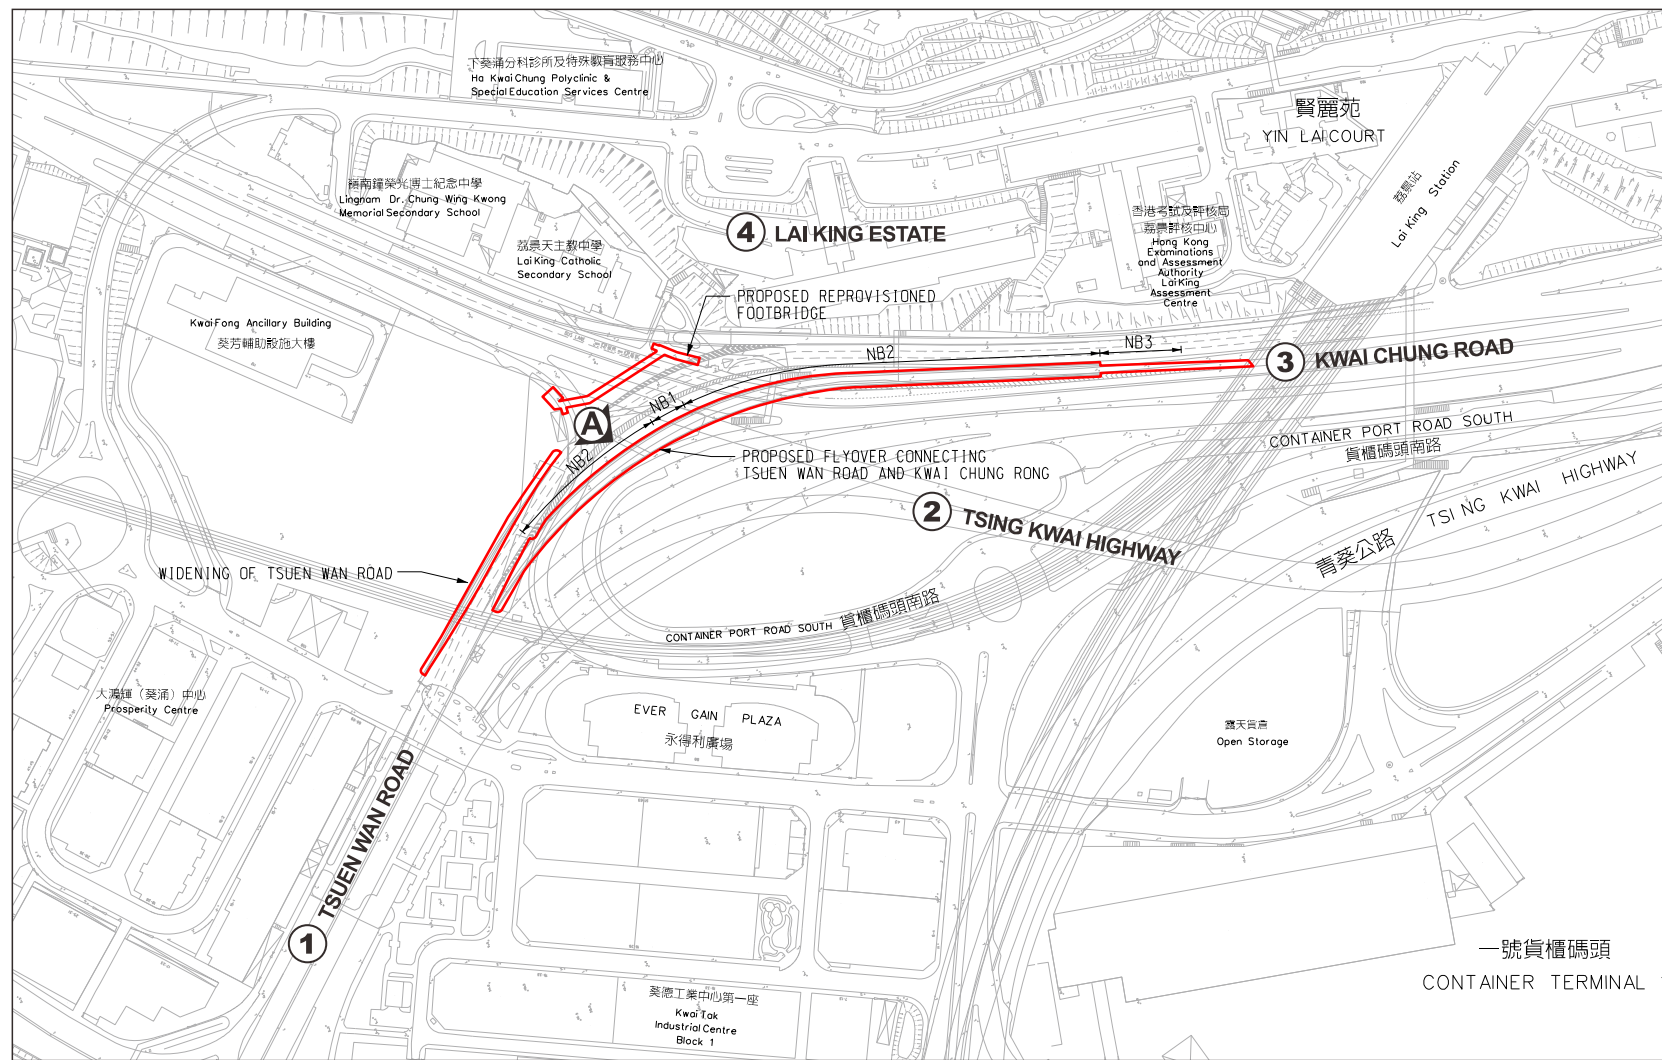 下葵涌分科診所及特殊教育服務中心
Ha Kwai Chung Polyclinic &
Special Education Services Centre
賢麗苑
YIN LAI COURT
荔景站
Lai King Station
嶺南鐘榮光博士紀念中學
Lingnam Dr. Chung Wing Kwong
Memorial Secondary School
荔景天主教中學
Lai King Catholic
Secondary School
4 LAI KING ESTATE
香港考試及評核局
荔景評核中心
Hong Kong
Examinations
and Assessment
Authority
Lai King
Assessment
Centre
PROPOSED REPROVISIONED
FOOTBRIDGE
Kwai Fong Ancillary Building
葵芳輔助設施大樓
NB2
NB3
3 KWAI CHUNG ROAD
NB1
A
NB2
CONTAINER PORT ROAD SOUTH
貨櫃碼頭南路
PROPOSED FLYOVER CONNECTING
TSUEN WAN ROAD AND KWAI CHUNG RONG
TSING KWAI HIGHWAY
青葵公路
2 TSING KWAI HIGHWAY
WIDENING OF TSUEN WAN ROAD
CONTAINER PORT ROAD SOUTH 貨櫃碼頭南路
大鴻輝（葵涌）中心
Prosperity Centre
EVER GAIN PLAZA
永得利廣場
露天貨倉
Open Storage
1 TSUEN WAN ROAD
一號貨櫃碼頭
CONTAINER TERMINAL
葵德工業中心第一座
Kwai Tak
Industrial Centre
Block 1